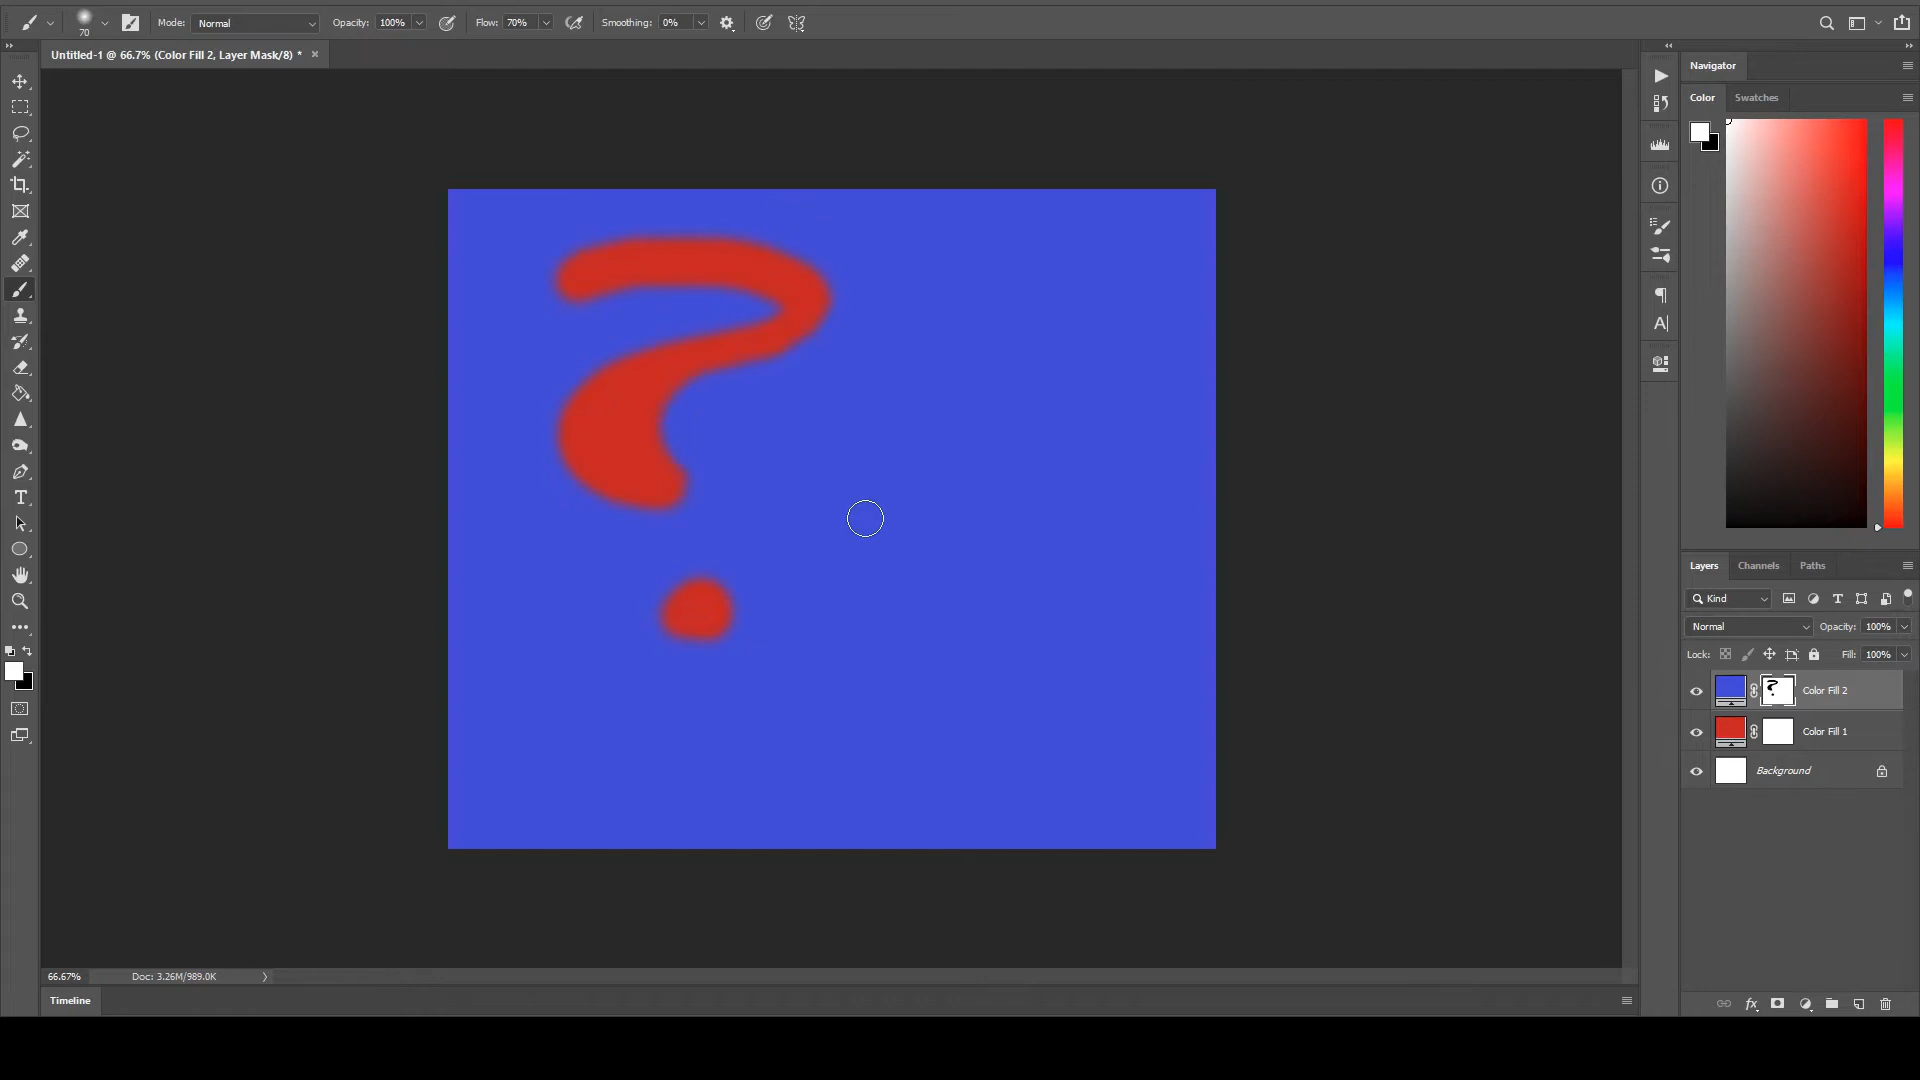 70
Mode: Normal Opacity: 100% Flow: 70% Smoothing: 0%
Untitled-1 @ 66.7% (Color Fill 2, Layer Mask/8) * ×
Navigator
Color Swatches
?
Layers Channels Paths
Kind
Normal Opacity: 100%
Lock: Fill: 100%
Color Fill 2
Color Fill 1
Background
66.67% Doc: 3.26M/989.0K
Timeline
fx